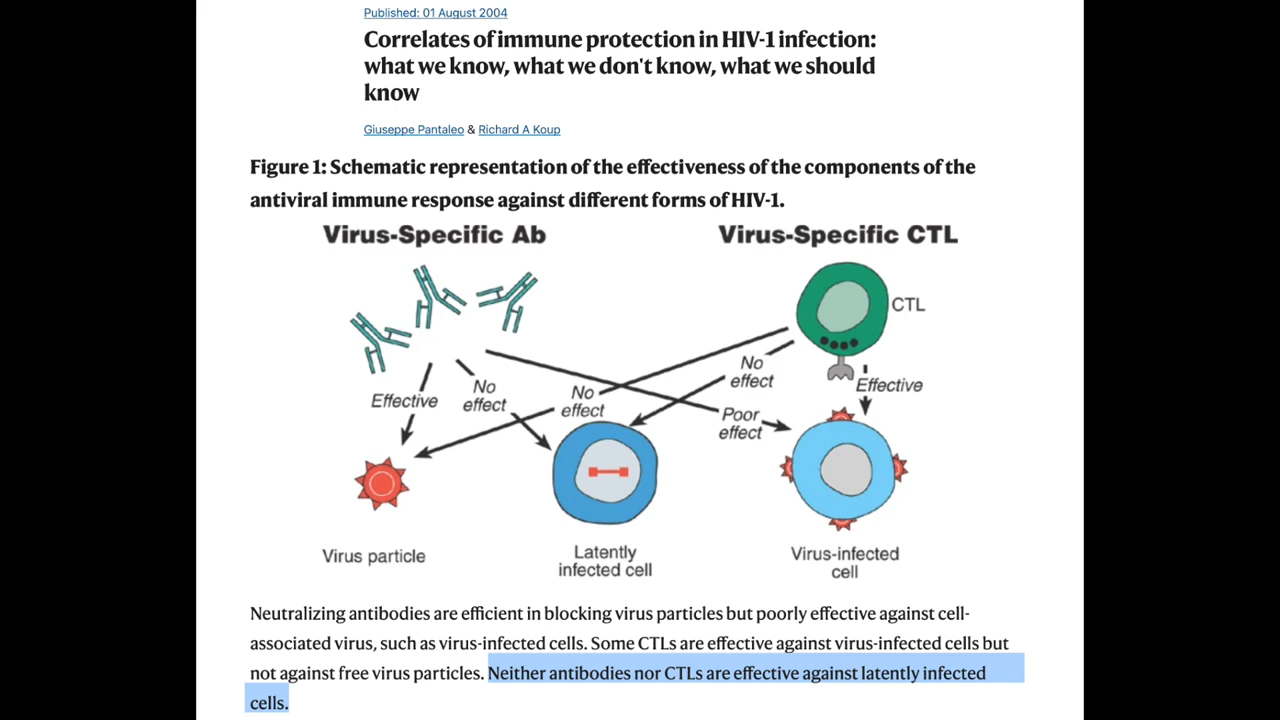 Published: 01 August 2004
Correlates of immune protection in HIV-1 infection:
what we know, what we don't know, what we should
know
Giuseppe Pantaleo & Richard A Koup
Figure 1: Schematic representation of the effectiveness of the components of the
antiviral immune response against different forms of HIV-1.
Virus-Specific Ab
Virus-Specific CTL
CTL
Effective
No
effect
No
effect
No
effect
Poor
effect
Effective
Virus particle
Latently
infected cell
Virus-infected
cell
Neutralizing antibodies are efficient in blocking virus particles but poorly effective against cell-
associated virus, such as virus-infected cells. Some CTLs are effective against virus-infected cells but
not against free virus particles. Neither antibodies nor CTLs are effective against latently infected
cells.